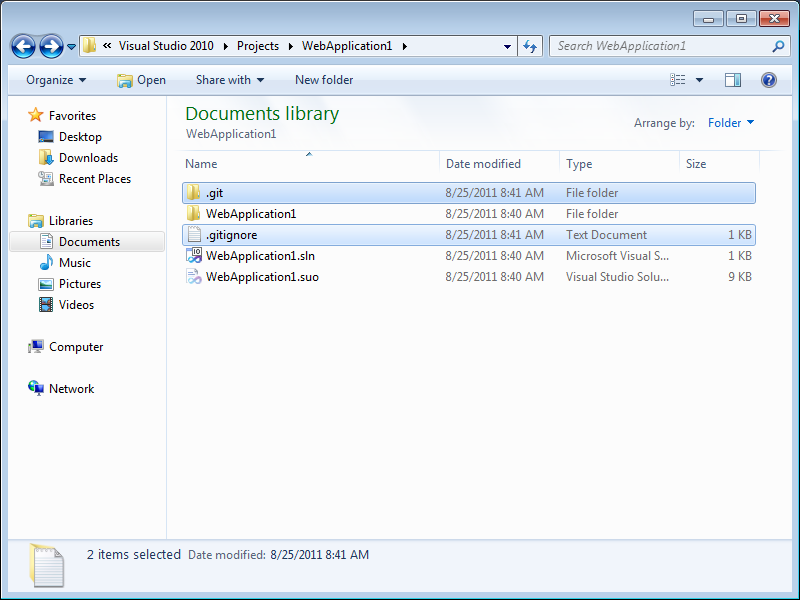 « Visual Studio 2010 Projects WebApplication1 Search WebApplication1
Organize Open Share with New folder
Favorites
Desktop
Downloads
Recent Places
Libraries
Documents
Music
Pictures
Videos
Computer
Network
Documents library
WebApplication1
Arrange by: Folder
Name Date modified Type Size
.git 8/25/2011 8:41 AM File folder
WebApplication1 8/25/2011 8:40 AM File folder
.gitignore 8/25/2011 8:41 AM Text Document 1 KB
WebApplication1.sln 8/25/2011 8:40 AM Microsoft Visual S... 1 KB
WebApplication1.suo 8/25/2011 8:40 AM Visual Studio Solu... 9 KB
2 items selected Date modified: 8/25/2011 8:41 AM